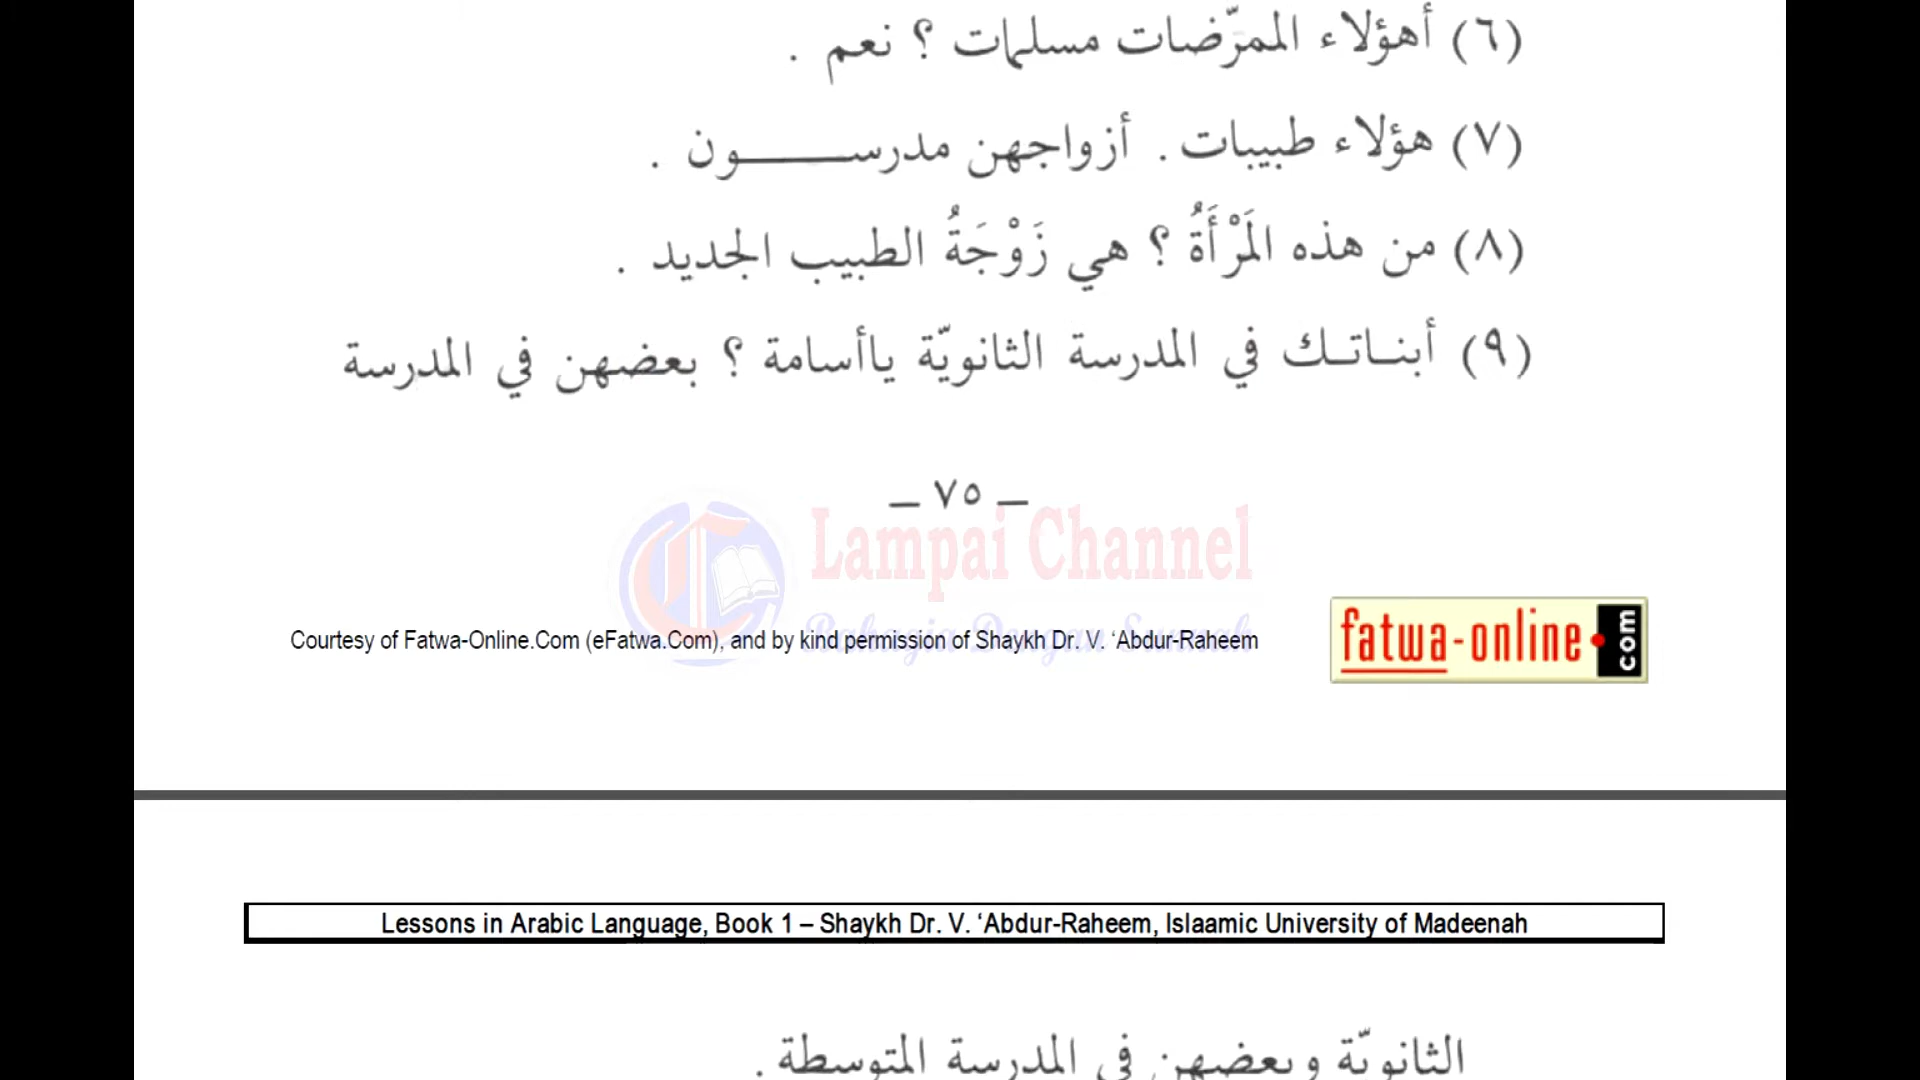 (٦) أهؤلاء الممرّضات مسلمات ؟ نعم .
(٧) هؤلاء طبيبات . أزواجهن مدرســـــون .
(٨) من هذه المَرْأَةُ ؟ هي زَوْجَةُ الطبيب الجديد .
(٩) أبنـاتـك في المدرسة الثانويّة ياأسامة ؟ بعضهن في المدرسة
— ٧٥ —
Lampai Channel
Bahagia Dengan Sunnah
Courtesy of Fatwa-Online.Com (eFatwa.Com), and by kind permission of Shaykh Dr. V. ‘Abdur-Raheem
fatwa-online.com
Lessons in Arabic Language, Book 1 – Shaykh Dr. V. ‘Abdur-Raheem, Islaamic University of Madeenah
الثانويّة وبعضهن في المدرسة المتوسطة .